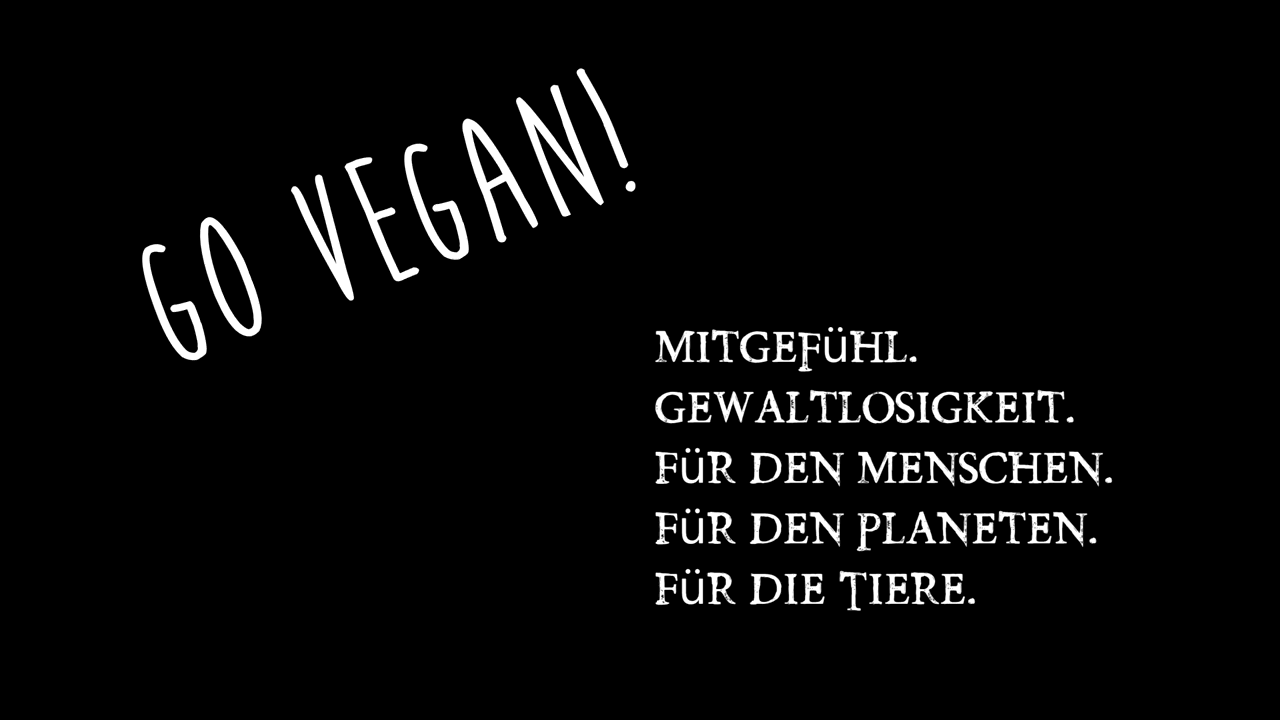 GO VEGAN!
MITGEFÜHL.
GEWALTLOSIGKEIT.
FÜR DEN MENSCHEN.
FÜR DEN PLANETEN.
FÜR DIE TIERE.